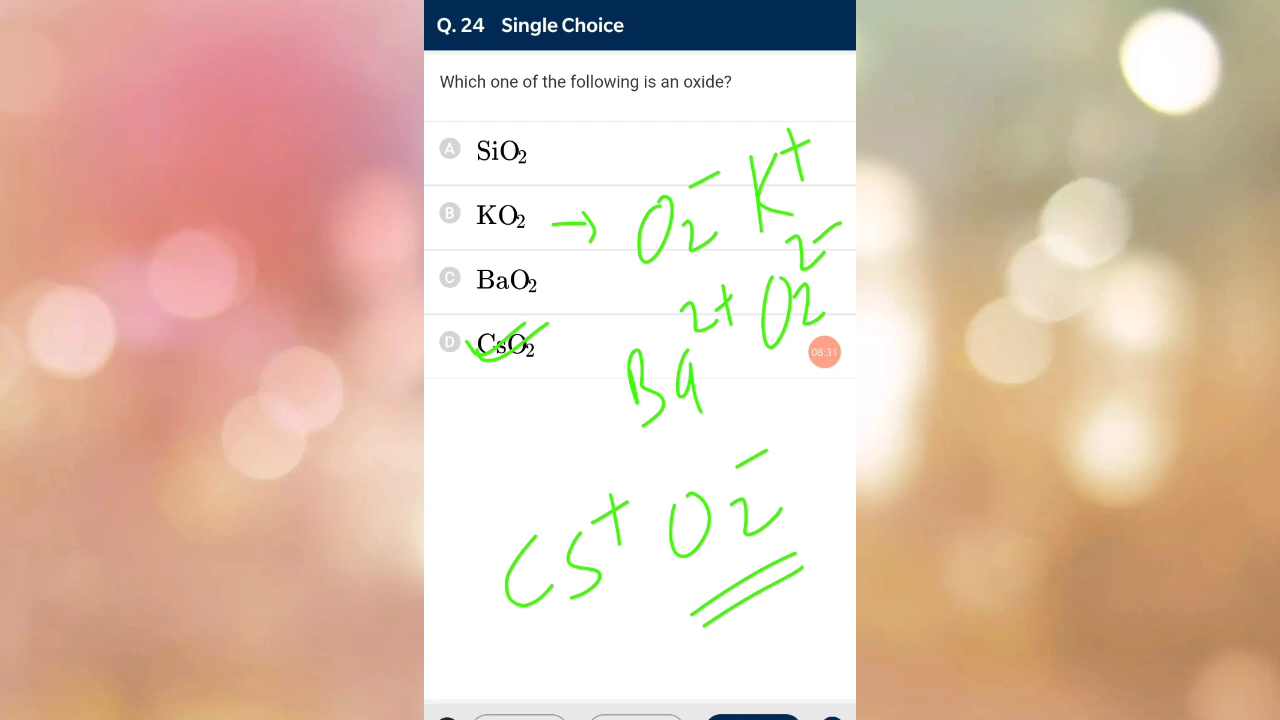 Q. 24 Single Choice
Which one of the following is an oxide?
A SiO₂
B KO₂ → O₂⁻ K⁺
C BaO₂
Ba²⁺ O₂²⁻
D CsO₂
08:31
Cs⁺ O₂⁻